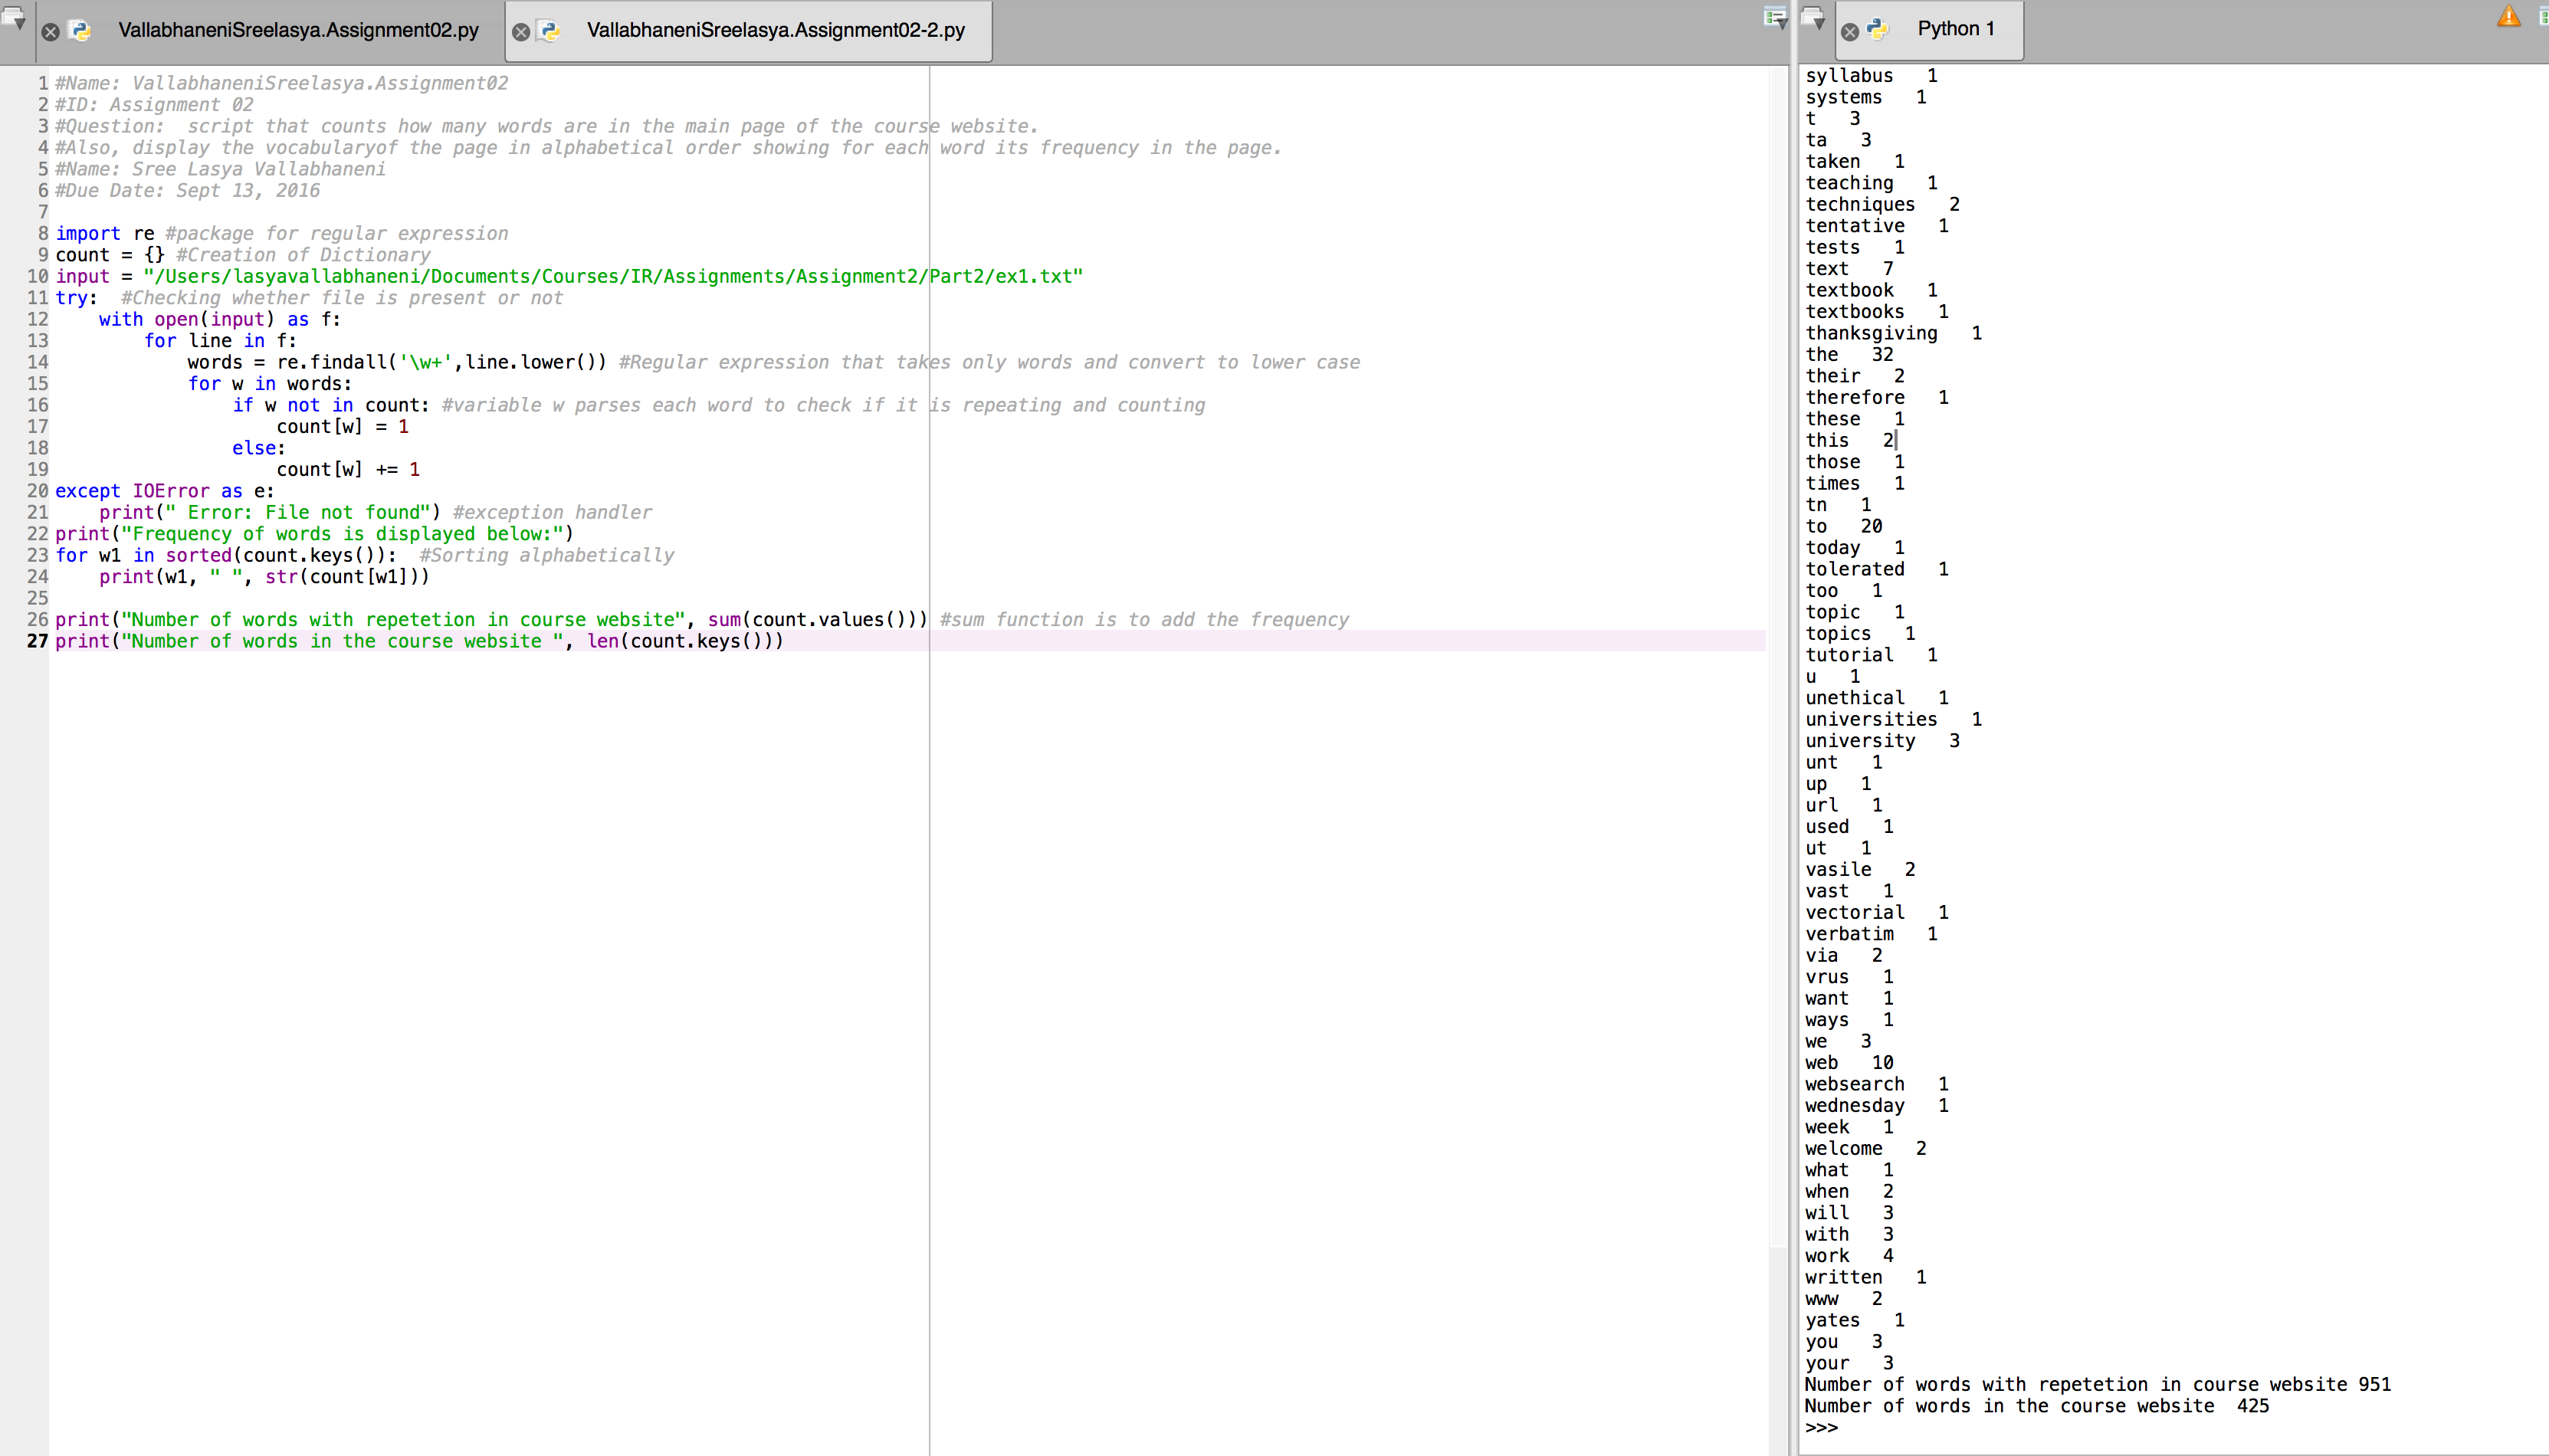 VallabhaneniSreelasya.Assignment02.py
VallabhaneniSreelasya.Assignment02-2.py
1 #Name: VallabhaneniSreelasya.Assignment02
2 #ID: Assignment 02
3 #Question:  script that counts how many words are in the main page of the course website.
4 #Also, display the vocabularyof the page in alphabetical order showing for each word its frequency in the page.
5 #Name: Sree Lasya Vallabhaneni
6 #Due Date: Sept 13, 2016
7
8 import re #package for regular expression
9 count = {} #Creation of Dictionary
10 input = "/Users/lasyavallabhaneni/Documents/Courses/IR/Assignments/Assignment2/Part2/ex1.txt"
11 try:  #Checking whether file is present or not
12     with open(input) as f:
13         for line in f:
14             words = re.findall('\w+',line.lower()) #Regular expression that takes only words and convert to lower case
15             for w in words:
16                 if w not in count: #variable w parses each word to check if it is repeating and counting
17                     count[w] = 1
18                 else:
19                     count[w] += 1
20 except IOError as e:
21     print(" Error: File not found") #exception handler
22 print("Frequency of words is displayed below:")
23 for w1 in sorted(count.keys()):  #Sorting alphabetically
24     print(w1, " ", str(count[w1]))
25
26 print("Number of words with repetetion in course website", sum(count.values())) #sum function is to add the frequency
27 print("Number of words in the course website ", len(count.keys()))
Python 1
syllabus   1
systems   1
t   3
ta   3
taken   1
teaching   1
techniques   2
tentative   1
tests   1
text   7
textbook   1
textbooks   1
thanksgiving   1
the   32
their   2
therefore   1
these   1
this   2
those   1
times   1
tn   1
to   20
today   1
tolerated   1
too   1
topic   1
topics   1
tutorial   1
u   1
unethical   1
universities   1
university   3
unt   1
up   1
url   1
used   1
ut   1
vasile   2
vast   1
vectorial   1
verbatim   1
via   2
vrus   1
want   1
ways   1
we   3
web   10
websearch   1
wednesday   1
week   1
welcome   2
what   1
when   2
will   3
with   3
work   4
written   1
www   2
yates   1
you   3
your   3
Number of words with repetetion in course website 951
Number of words in the course website  425
>>>